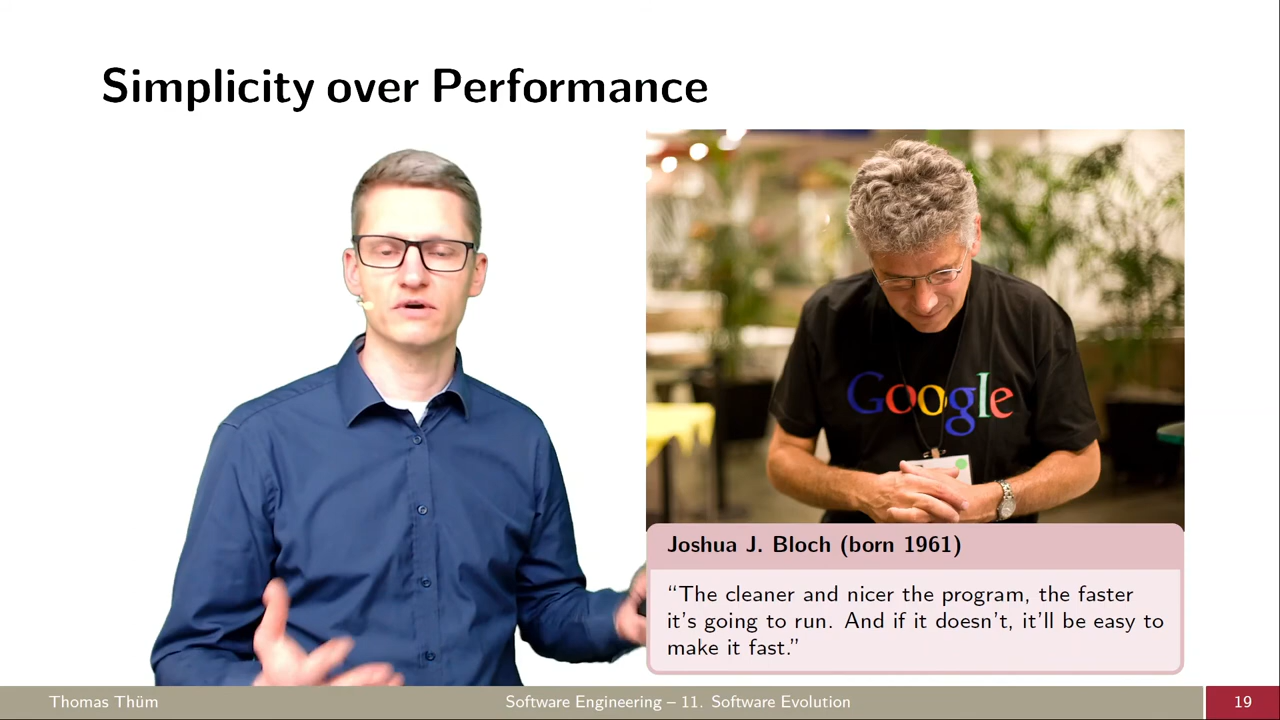 Simplicity over Performance
Google
Joshua J. Bloch (born 1961)
“The cleaner and nicer the program, the faster
it's going to run. And if it doesn't, it'll be easy to
make it fast.”
Thomas Thüm
Software Engineering – 11. Software Evolution
19